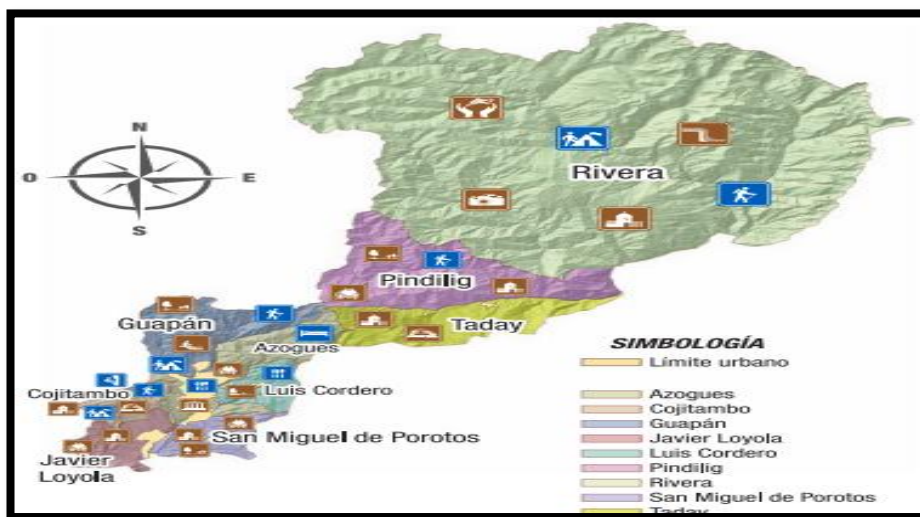 N
O
E
S
Rivera
Pindilig
Guapán
Taday
Azogues
Cojitambo
Luis Cordero
San Miguel de Porotos
Javier
Loyola
SIMBOLOGÍA
Límite urbano
Azogues
Cojitambo
Guapán
Javier Loyola
Luis Cordero
Pindilig
Rivera
San Miguel de Porotos
Taday